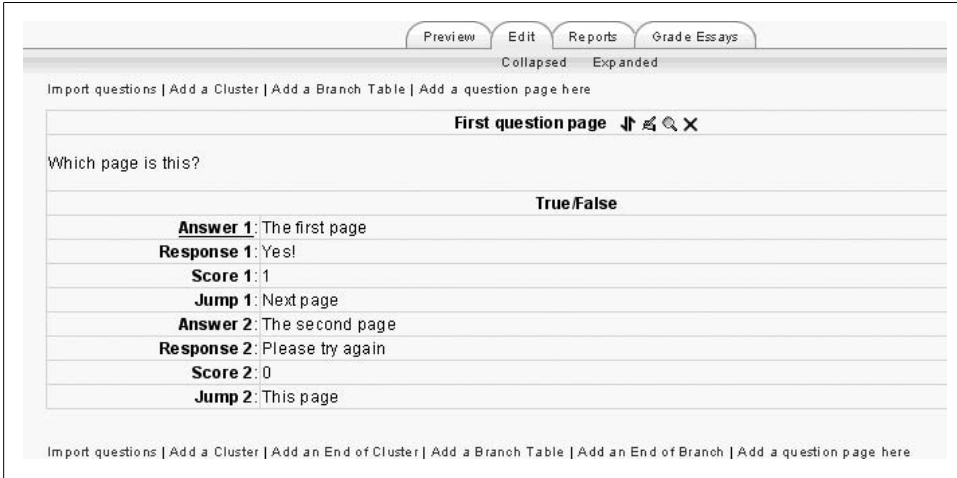 Preview Edit Reports Grade Essays
Collapsed Expanded
Import questions | Add a Cluster | Add a Branch Table | Add a question page here
First question page
Which page is this?
True/False
Answer 1: The first page
Response 1: Yes!
Score 1: 1
Jump 1: Next page
Answer 2: The second page
Response 2: Please try again
Score 2: 0
Jump 2: This page
Import questions | Add a Cluster | Add an End of Cluster | Add a Branch Table | Add an End of Branch | Add a question page here